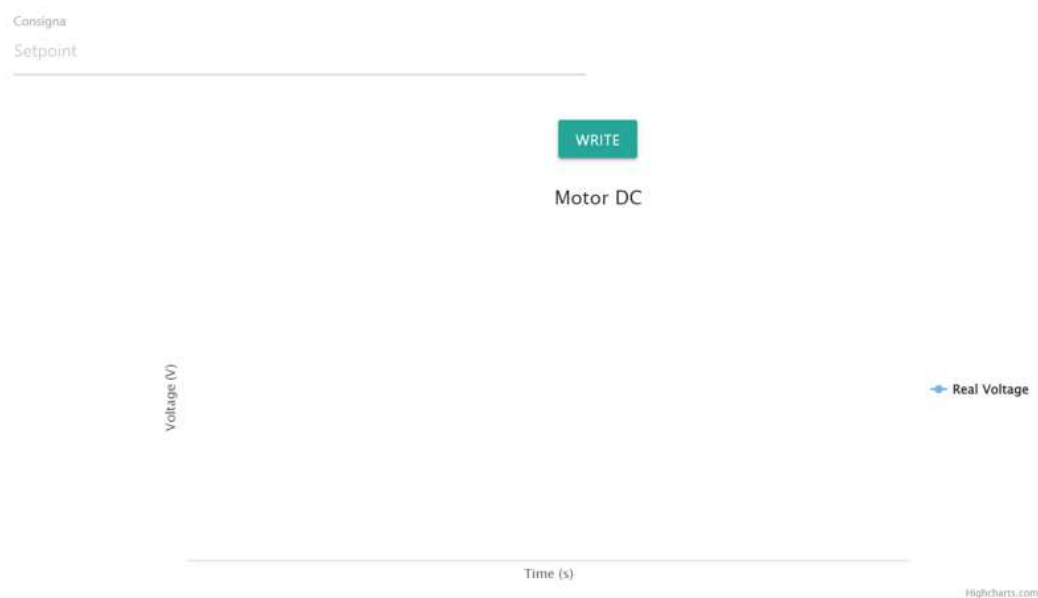 Consigna
Setpoint
WRITE
Motor DC
Voltage (V)
Real Voltage
Time (s)
Highcharts.com